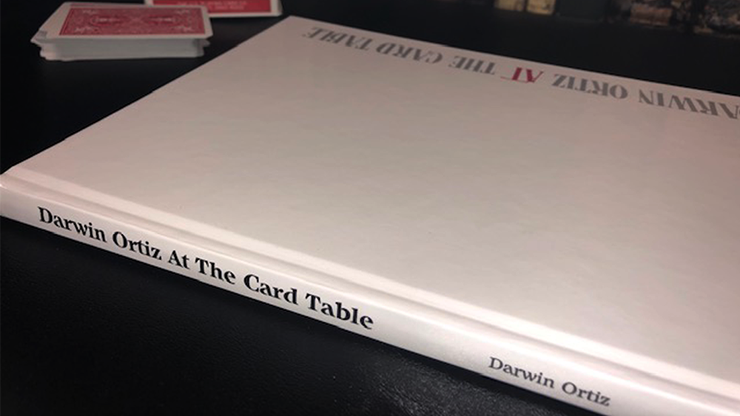 DARWIN ORTIZ AT THE CARD TABLE
Darwin Ortiz At The Card Table
Darwin Ortiz